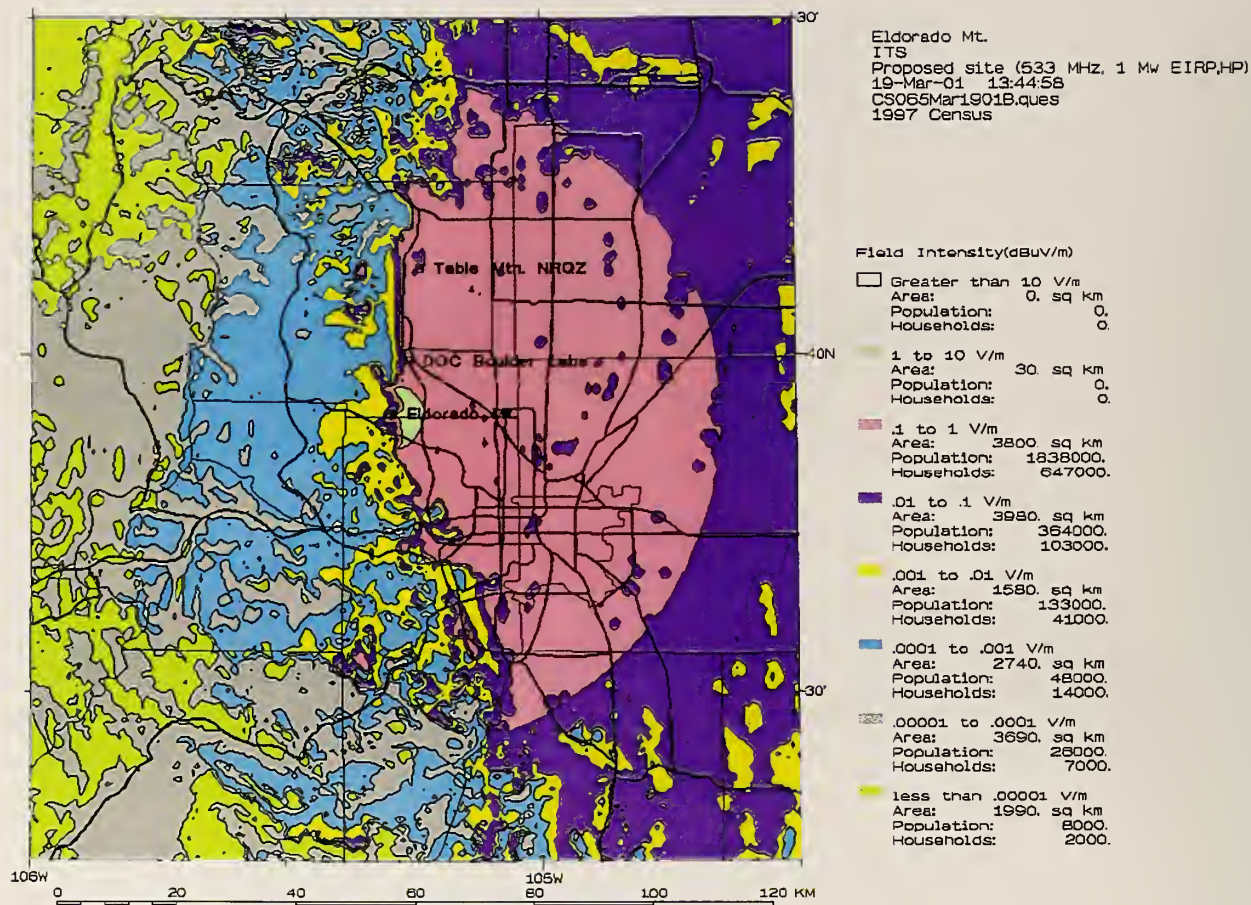 30'
Eldorado Mt.
ITS
Proposed site (533 MHz, 1 Mw EIRP,HP)
19-Mar-01 13:44:58
CS065Mar1901B.ques
1997 Census
Field Intensity(dBuV/m)
Greater than 10 V/m
Area: 0. sq km
Population: 0.
Households: 0.
1 to 10 V/m
Area: 30. sq km
Population: 0.
Households: 0.
.1 to 1 V/m
Area: 3800. sq km
Population: 1838000.
Households: 647000.
.01 to .1 V/m
Area: 3980. sq km
Population: 364000.
Households: 103000.
.001 to .01 V/m
Area: 1580. sq km
Population: 133000.
Households: 41000.
.0001 to .001 V/m
Area: 2740. sq km
Population: 48000.
Households: 14000.
.00001 to .0001 V/m
Area: 3690. sq km
Population: 26000.
Households: 7000.
less than .00001 V/m
Area: 1990. sq km
Population: 8000.
Households: 2000.
Table Mtn. NRQZ
40N
DOC Boulder Labs
Eldorado
30'
106W
105W
0 20 40 60 80 100 120 KM